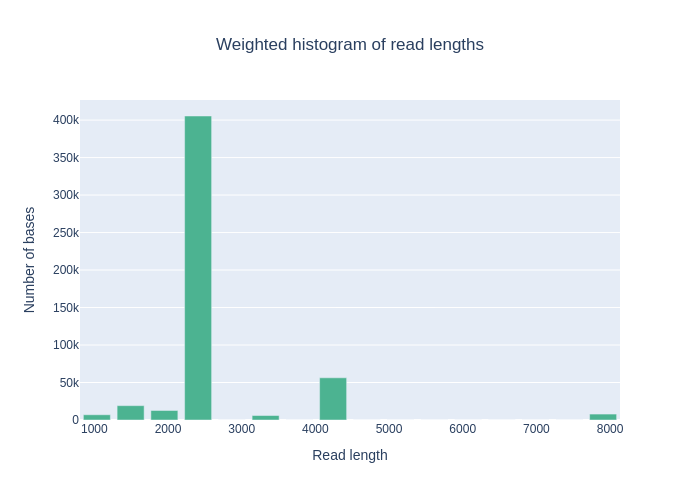 Weighted histogram of read lengths
400k
350k
300k
250k
200k
150k
100k
50k
0
Number of bases
1000 2000 3000 4000 5000 6000 7000 8000
Read length